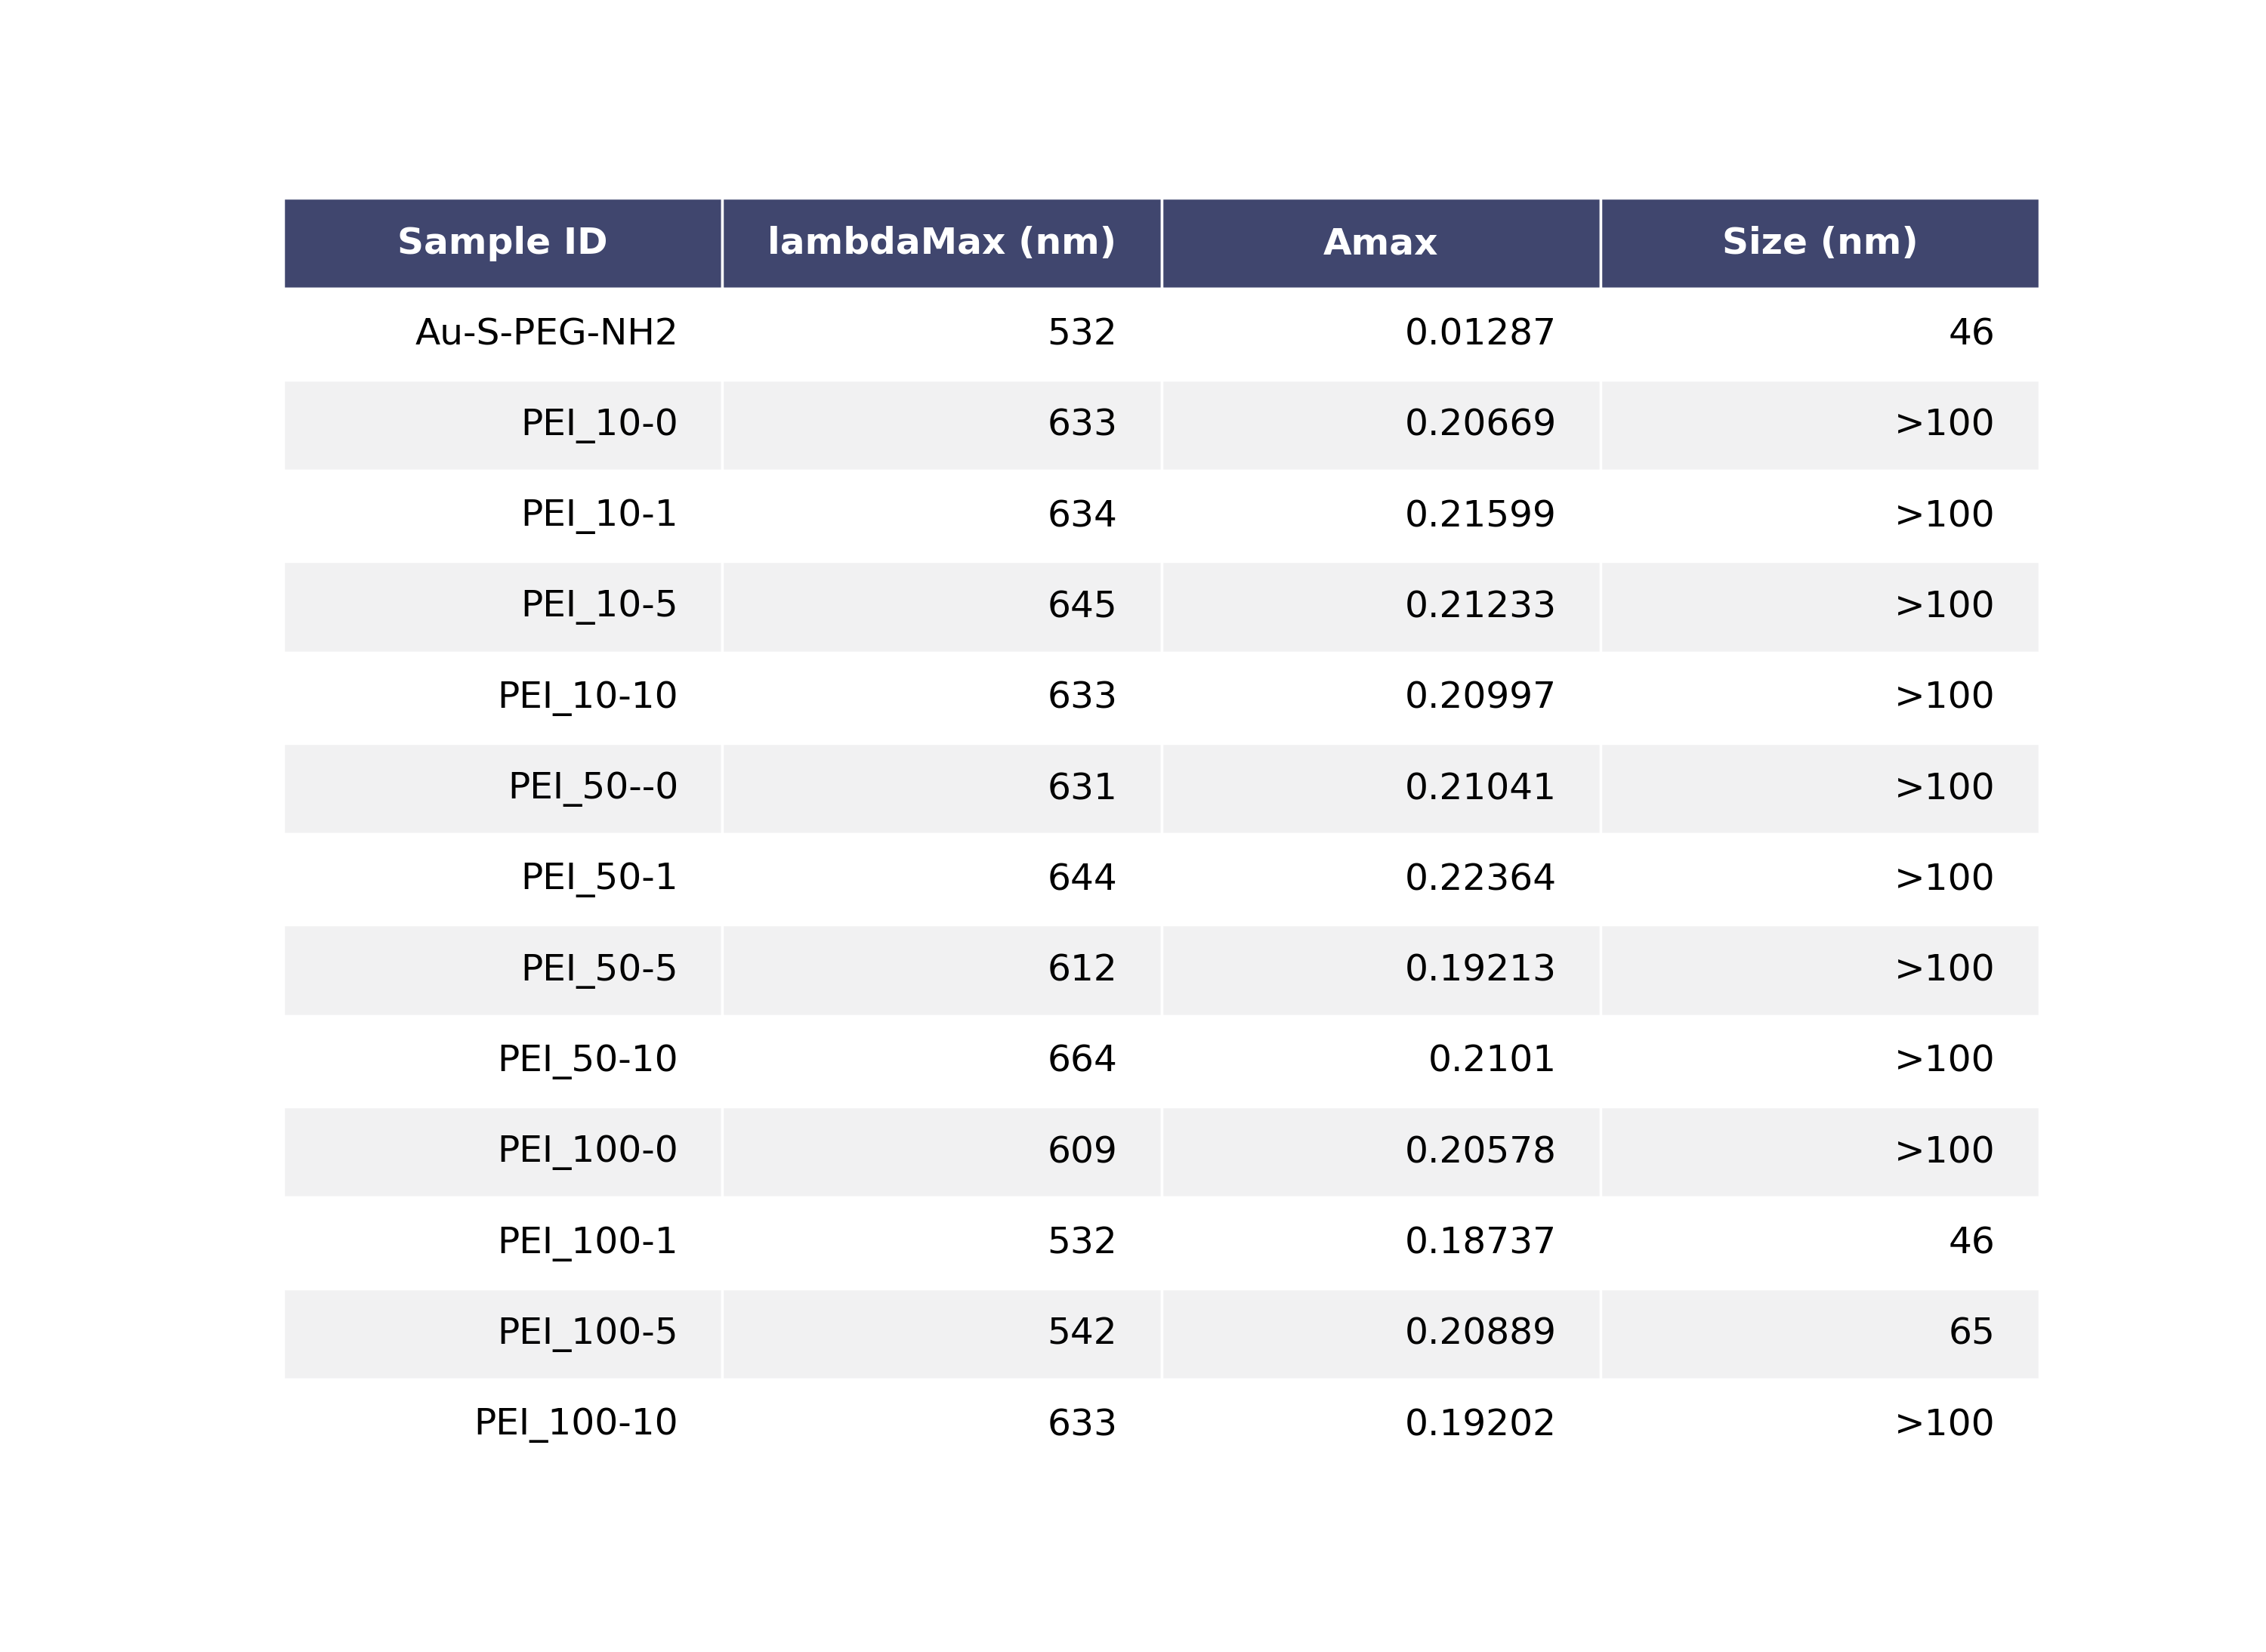 Sample ID lambdaMax (nm) Amax Size (nm)
Au-S-PEG-NH2 532 0.01287 46
PEI_10-0 633 0.20669 >100
PEI_10-1 634 0.21599 >100
PEI_10-5 645 0.21233 >100
PEI_10-10 633 0.20997 >100
PEI_50--0 631 0.21041 >100
PEI_50-1 644 0.22364 >100
PEI_50-5 612 0.19213 >100
PEI_50-10 664 0.2101 >100
PEI_100-0 609 0.20578 >100
PEI_100-1 532 0.18737 46
PEI_100-5 542 0.20889 65
PEI_100-10 633 0.19202 >100